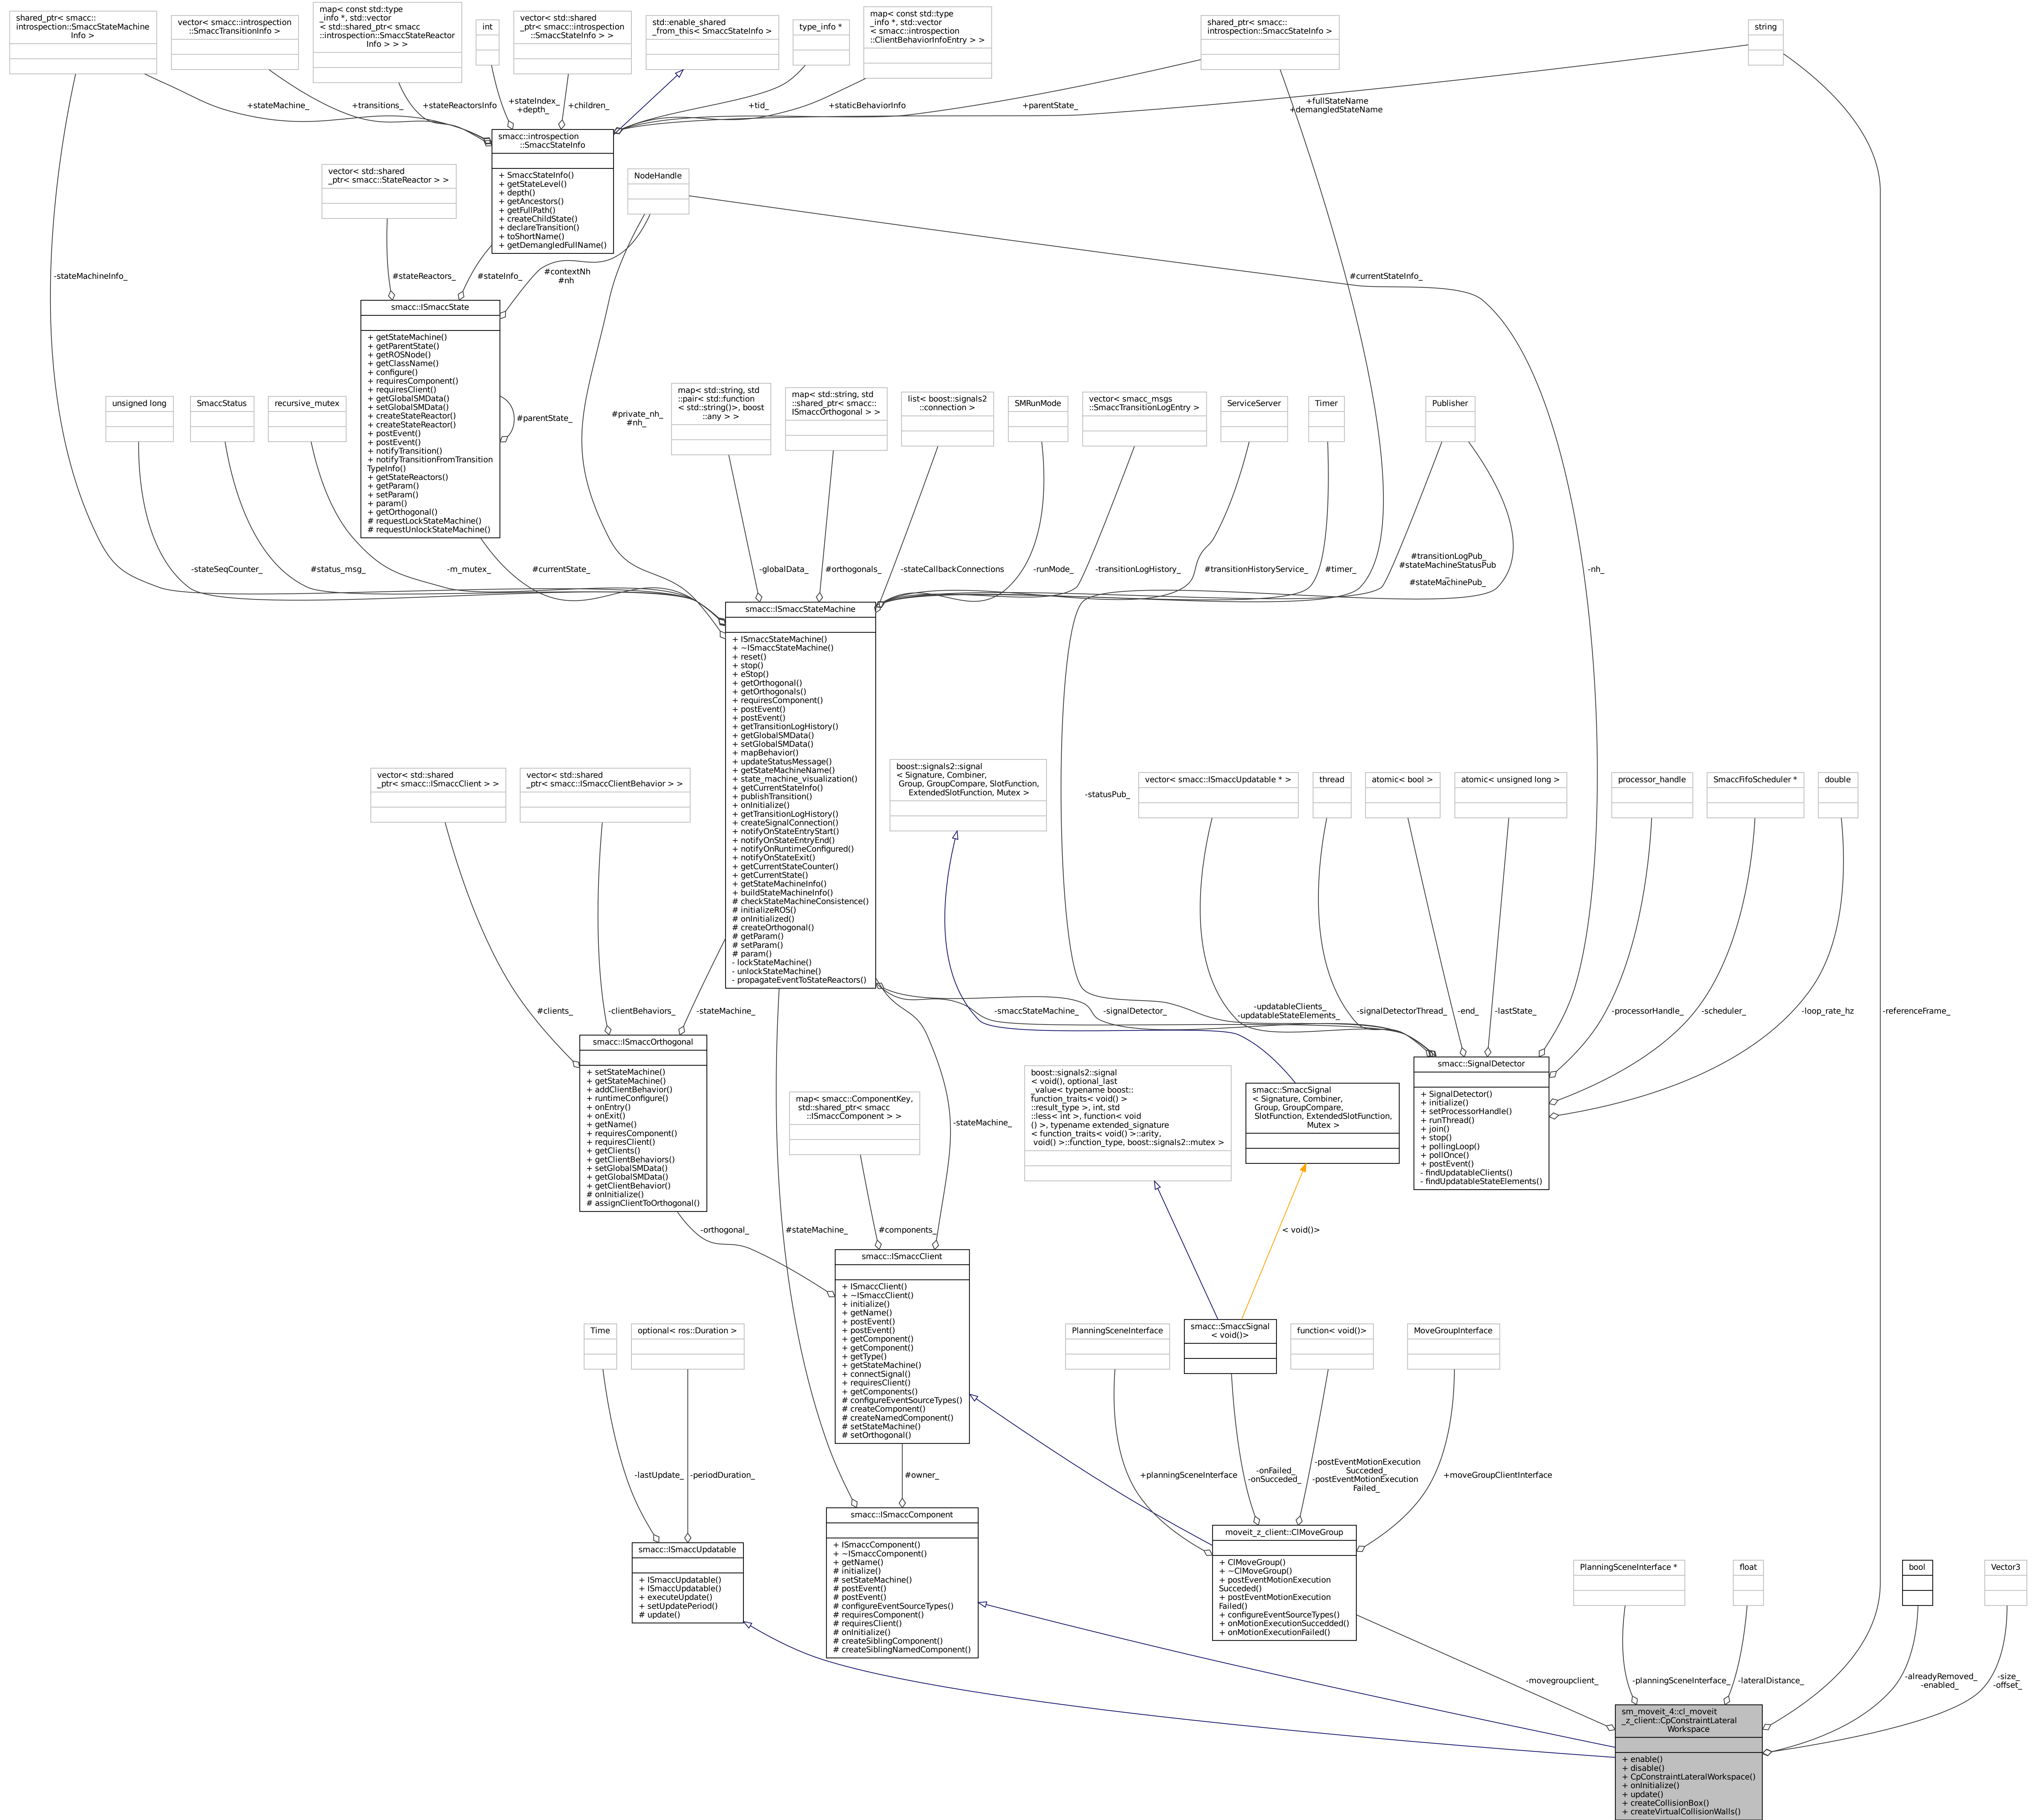 shared_ptr< smacc::
introspection::SmaccStateMachine
Info >
vector< smacc::introspection
::SmaccTransitionInfo >
map< const std::type
_info *, std::vector
< std::shared_ptr< smacc
::introspection::SmaccStateReactor
Info > > >
int
vector< std::shared
_ptr< smacc::introspection
::SmaccStateInfo > >
std::enable_shared
_from_this< SmaccStateInfo >
type_info *
map< const std::type
_info *, std::vector
< smacc::introspection
::ClientBehaviorInfoEntry > >
shared_ptr< smacc::
introspection::SmaccStateInfo >
string
+stateMachine_
+transitions_
+stateReactorsInfo
+stateIndex_
+depth_
+children_
+tid_
+staticBehaviorInfo
+parentState_
+fullStateName
+demangledStateName
smacc::introspection
::SmaccStateInfo
+ SmaccStateInfo()
+ getStateLevel()
+ depth()
+ getAncestors()
+ getFullPath()
+ createChildState()
+ declareTransition()
+ toShortName()
+ getDemangledFullName()
vector< std::shared
_ptr< smacc::StateReactor > >
NodeHandle
-stateMachineInfo_
#stateReactors_
#stateInfo_
#contextNh
#nh
#currentStateInfo_
smacc::ISmaccState
+ getStateMachine()
+ getParentState()
+ getROSNode()
+ getClassName()
+ configure()
+ requiresComponent()
+ requiresClient()
+ getGlobalSMData()
+ setGlobalSMData()
+ createStateReactor()
+ createStateReactor()
+ postEvent()
+ postEvent()
+ notifyTransition()
+ notifyTransitionFromTransition
TypeInfo()
+ getStateReactors()
+ getParam()
+ setParam()
+ param()
+ getOrthogonal()
# requestLockStateMachine()
# requestUnlockStateMachine()
#parentState_
#private_nh_
#nh_
unsigned long
SmaccStatus
recursive_mutex
map< std::string, std
::pair< std::function
< std::string()>, boost
::any > >
map< std::string, std
::shared_ptr< smacc::
ISmaccOrthogonal > >
list< boost::signals2
::connection >
SMRunMode
vector< smacc_msgs
::SmaccTransitionLogEntry >
ServiceServer
Timer
Publisher
-stateSeqCounter_
#status_msg_
-m_mutex_
#currentState_
-globalData_
#orthogonals_
-stateCallbackConnections
-runMode_
-transitionLogHistory_
#transitionHistoryService_
#timer_
#transitionLogPub_
#stateMachineStatusPub
_
#stateMachinePub_
-nh_
smacc::ISmaccStateMachine
+ ISmaccStateMachine()
+ ~ISmaccStateMachine()
+ reset()
+ stop()
+ eStop()
+ getOrthogonal()
+ getOrthogonals()
+ requiresComponent()
+ postEvent()
+ postEvent()
+ getTransitionLogHistory()
+ getGlobalSMData()
+ setGlobalSMData()
+ mapBehavior()
+ updateStatusMessage()
+ getStateMachineName()
+ state_machine_visualization()
+ getCurrentStateInfo()
+ publishTransition()
+ onInitialize()
+ getTransitionLogHistory()
+ createSignalConnection()
+ notifyOnStateEntryStart()
+ notifyOnStateEntryEnd()
+ notifyOnRuntimeConfigured()
+ notifyOnStateExit()
+ getCurrentStateCounter()
+ getCurrentState()
+ getStateMachineInfo()
+ buildStateMachineInfo()
# checkStateMachineConsistence()
# initializeROS()
# onInitialized()
# createOrthogonal()
# getParam()
# setParam()
# param()
- lockStateMachine()
- unlockStateMachine()
- propagateEventToStateReactors()
vector< std::shared
_ptr< smacc::ISmaccClient > >
vector< std::shared
_ptr< smacc::ISmaccClientBehavior > >
boost::signals2::signal
< Signature, Combiner,
Group, GroupCompare, SlotFunction,
ExtendedSlotFunction, Mutex >
-statusPub_
vector< smacc::ISmaccUpdatable * >
thread
atomic< bool >
atomic< unsigned long >
processor_handle
SmaccFifoScheduler *
double
#clients_
-clientBehaviors_
-stateMachine_
-smaccStateMachine_
-signalDetector_
-updatableClients_
-updatableStateElements_
-signalDetectorThread_
-end_
-lastState_
-processorHandle_
-scheduler_
-loop_rate_hz
-referenceFrame_
smacc::ISmaccOrthogonal
+ setStateMachine()
+ getStateMachine()
+ addClientBehavior()
+ runtimeConfigure()
+ onEntry()
+ onExit()
+ getName()
+ requiresComponent()
+ requiresClient()
+ getClients()
+ getClientBehaviors()
+ setGlobalSMData()
+ getGlobalSMData()
+ getClientBehavior()
# onInitialize()
# assignClientToOrthogonal()
map< smacc::ComponentKey,
std::shared_ptr< smacc
::ISmaccComponent > >
-stateMachine_
boost::signals2::signal
< void(), optional_last
_value< typename boost::
function_traits< void() >
::result_type >, int, std
::less< int >, function< void
() >, typename extended_signature
< function_traits< void() >::arity,
void() >::function_type, boost::signals2::mutex >
smacc::SmaccSignal
< Signature, Combiner,
Group, GroupCompare,
SlotFunction, ExtendedSlotFunction,
Mutex >
smacc::SignalDetector
+ SignalDetector()
+ initialize()
+ setProcessorHandle()
+ runThread()
+ join()
+ stop()
+ pollingLoop()
+ pollOnce()
+ postEvent()
- findUpdatableClients()
- findUpdatableStateElements()
-orthogonal_
#stateMachine_
#components_
< void()>
smacc::ISmaccClient
+ ISmaccClient()
+ ~ISmaccClient()
+ initialize()
+ getName()
+ postEvent()
+ postEvent()
+ getComponent()
+ getComponent()
+ getType()
+ getStateMachine()
+ connectSignal()
+ requiresClient()
+ getComponents()
# configureEventSourceTypes()
# createComponent()
# createNamedComponent()
# setStateMachine()
# setOrthogonal()
Time
optional< ros::Duration >
PlanningSceneInterface
smacc::SmaccSignal
< void()>
function< void()>
MoveGroupInterface
-lastUpdate_
-periodDuration_
#owner_
+planningSceneInterface
-onFailed_
-onSucceded_
-postEventMotionExecution
Succeded_
-postEventMotionExecution
Failed_
+moveGroupClientInterface
smacc::ISmaccUpdatable
+ ISmaccUpdatable()
+ ISmaccUpdatable()
+ executeUpdate()
+ setUpdatePeriod()
# update()
smacc::ISmaccComponent
+ ISmaccComponent()
+ ~ISmaccComponent()
+ getName()
# initialize()
# setStateMachine()
# postEvent()
# postEvent()
# configureEventSourceTypes()
# requiresComponent()
# requiresClient()
# onInitialize()
# createSiblingComponent()
# createSiblingNamedComponent()
moveit_z_client::ClMoveGroup
+ ClMoveGroup()
+ ~ClMoveGroup()
+ postEventMotionExecution
Succeded()
+ postEventMotionExecution
Failed()
+ configureEventSourceTypes()
+ onMotionExecutionSuccedded()
+ onMotionExecutionFailed()
PlanningSceneInterface *
float
bool
Vector3
-movegroupclient_
-planningSceneInterface_
-lateralDistance_
-alreadyRemoved_
-enabled_
-size_
-offset_
sm_moveit_4::cl_moveit
_z_client::CpConstraintLateral
Workspace
+ enable()
+ disable()
+ CpConstraintLateralWorkspace()
+ onInitialize()
+ update()
+ createCollisionBox()
+ createVirtualCollisionWalls()